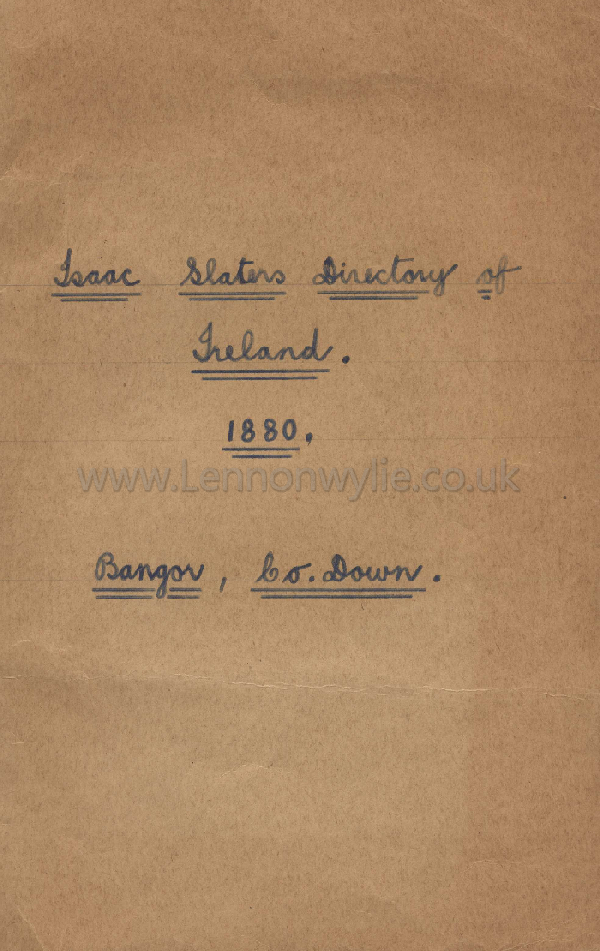 Isaac Slaters Directory of
Ireland.
1880.
www.Lennonwylie.co.uk
Bangor, Co. Down.